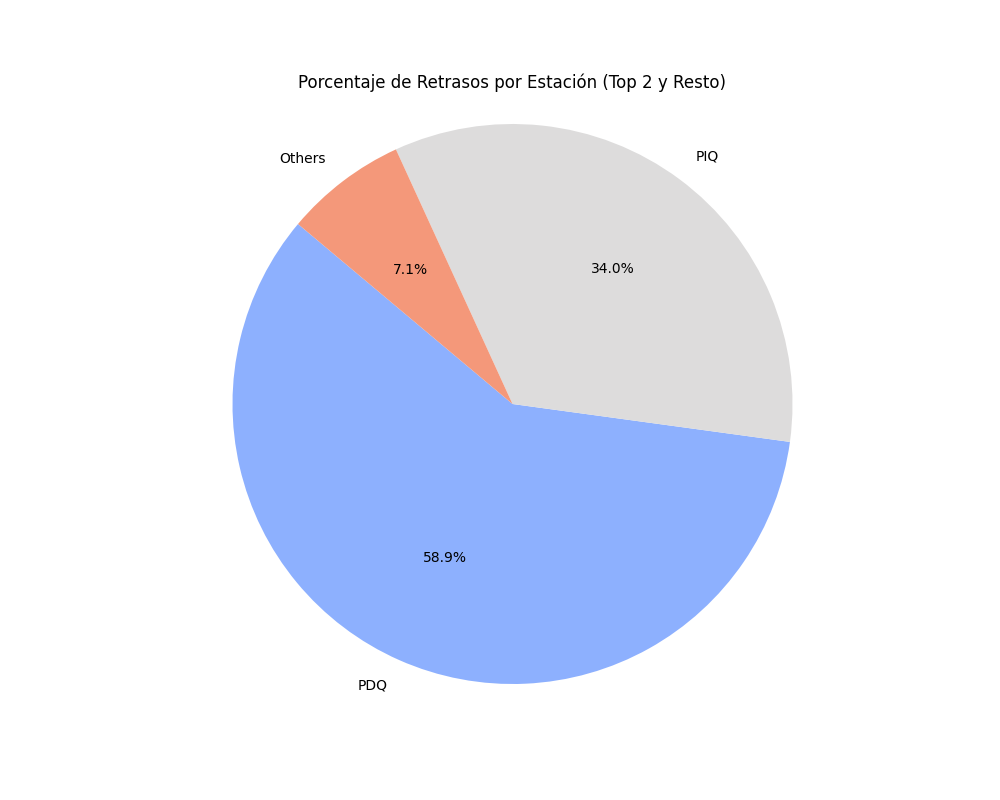 Porcentaje de Retrasos por Estación (Top 2 y Resto)
Others
PIQ
7.1%
34.0%
58.9%
PDQ